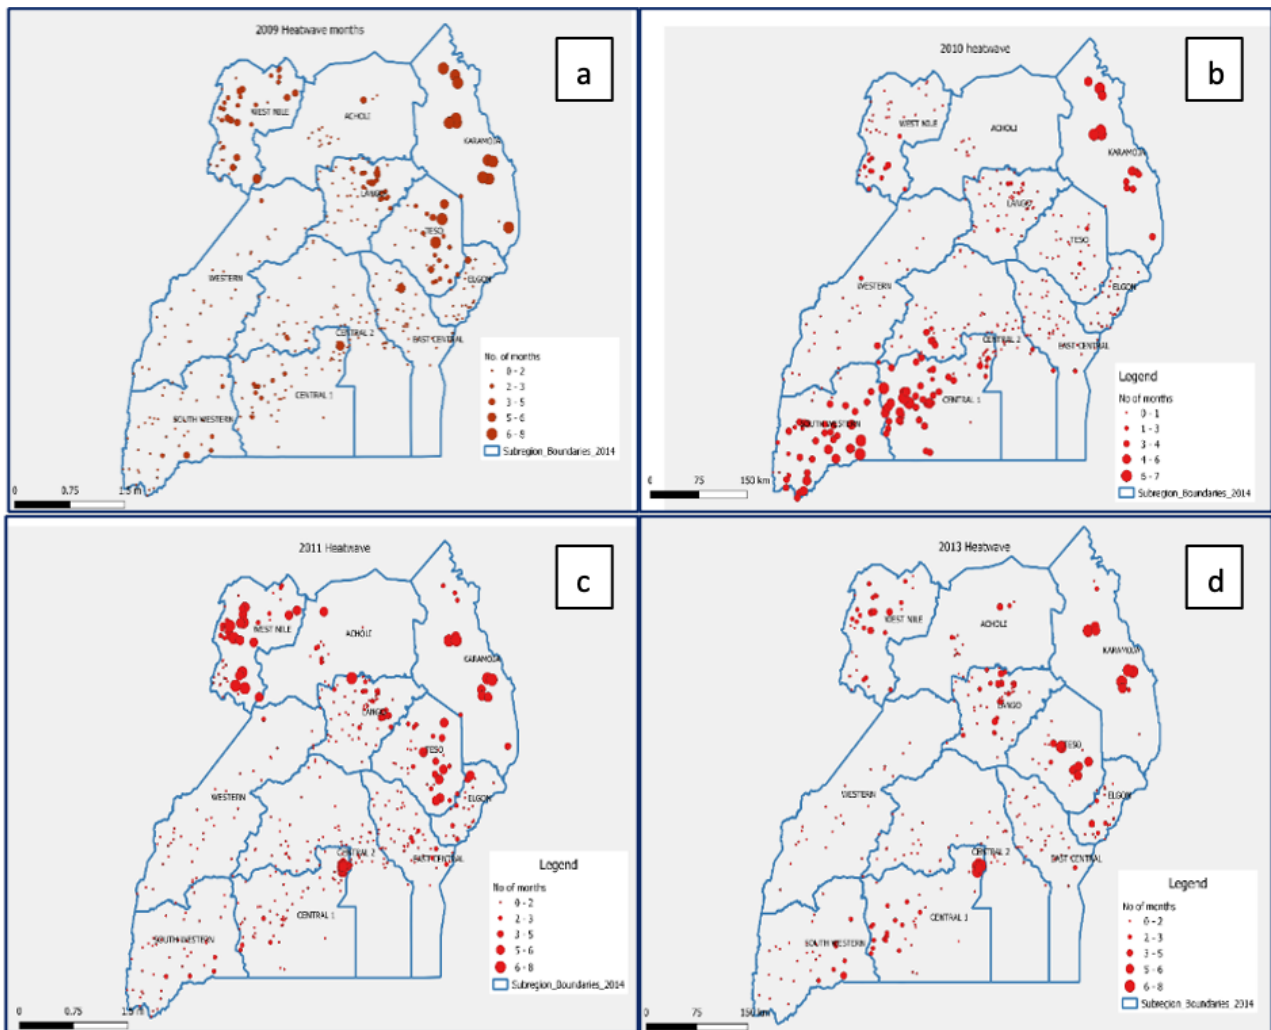 2009 Heatwave months
a
WEST NILE
ACHOLI
KARAMOJA
LANGO
TESO
WESTERN
ELGON
CENTRAL 2
EAST CENTRAL
CENTRAL 1
SOUTH WESTERN
No. of months
0 - 2
2 - 3
3 - 5
5 - 6
6 - 8
Subregion_Boundaries_2014
0 0.75 1.5 m
2010 heatwave
b
WEST NILE
ACHOLI
KARAMOJA
LANGO
TESO
WESTERN
ELGON
CENTRAL 2
EAST CENTRAL
CENTRAL 1
SOUTH WESTERN
Legend
No of months
0 - 1
1 - 3
3 - 4
4 - 6
6 - 7
Subregion_Boundaries_2014
0 75 150 km
2011 Heatwave
c
WEST NILE
ACHOLI
KARAMOJA
LANGO
TESO
WESTERN
ELGON
CENTRAL 2
EAST CENTRAL
CENTRAL 1
SOUTH WESTERN
Legend
No of months
0 - 2
2 - 3
3 - 5
5 - 6
6 - 8
Subregion_Boundaries_2014
0 0.75 1.5 m
2013 Heatwave
d
WEST NILE
ACHOLI
KARAMOJA
LANGO
TESO
WESTERN
ELGON
CENTRAL 2
EAST CENTRAL
CENTRAL 1
SOUTH WESTERN
Legend
No of months
0 - 2
2 - 3
3 - 5
5 - 6
6 - 8
Subregion_Boundaries_2014
0 75 150 km